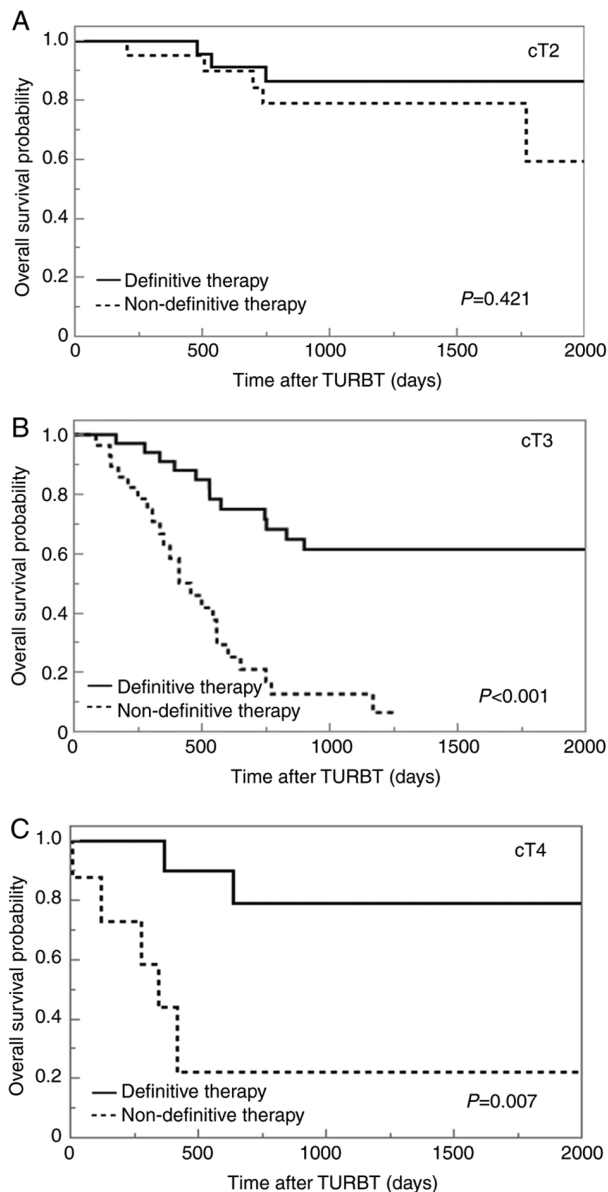 A
cT2
1.0
0.8
0.6
0.4
0.2
0
Overall survival probability
Definitive therapy
Non-definitive therapy
P=0.421
0 500 1000 1500 2000
Time after TURBT (days)
B
cT3
1.0
0.8
0.6
0.4
0.2
0
Overall survival probability
Definitive therapy
Non-definitive therapy
P<0.001
0 500 1000 1500 2000
Time after TURBT (days)
C
cT4
1.0
0.8
0.6
0.4
0.2
0
Overall survival probability
Definitive therapy
Non-definitive therapy
P=0.007
0 500 1000 1500 2000
Time after TURBT (days)